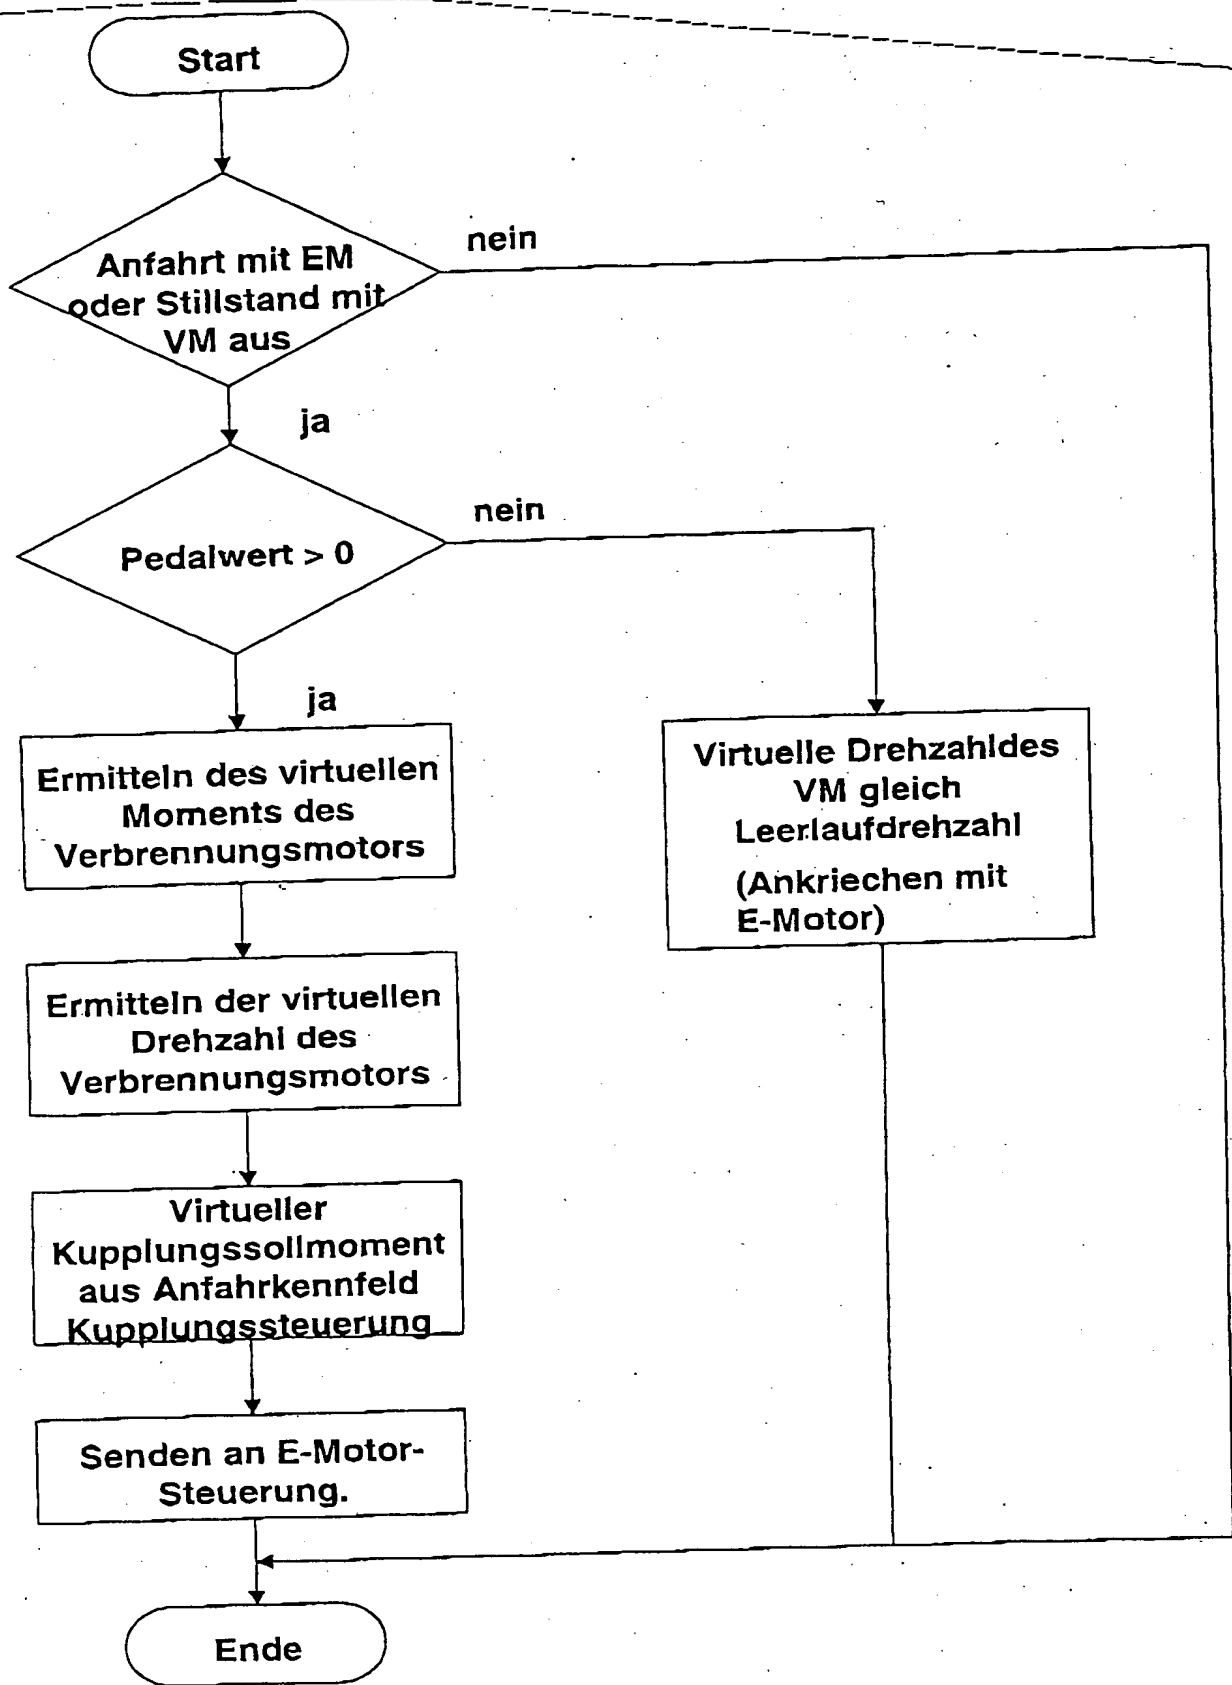 Start
Anfahrt mit EM
oder Stillstand mit
VM aus
nein
ja
Pedalwert > 0
nein
ja
Ermitteln des virtuellen
Moments des
Verbrennungsmotors
Virtuelle Drehzahldes
VM gleich
Leerlaufdrehzahl
(Ankriechen mit
E-Motor)
Ermitteln der virtuellen
Drehzahl des
Verbrennungsmotors
Virtueller
Kupplungssollmoment
aus Anfahrkennfeld
Kupplungssteuerung
Senden an E-Motor-
Steuerung.
Ende